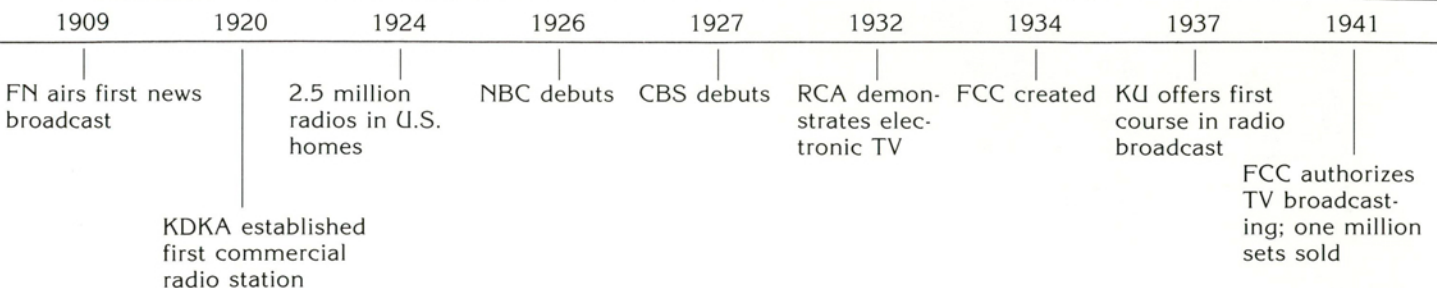 1909 1920 1924 1926 1927 1932 1934 1937 1941
FN airs first news
broadcast
KDKA established
first commercial
radio station
2.5 million
radios in U.S.
homes
NBC debuts
CBS debuts
RCA demon-
strates elec-
tronic TV
FCC created
KU offers first
course in radio
broadcast
FCC authorizes
TV broadcast-
ing; one million
sets sold